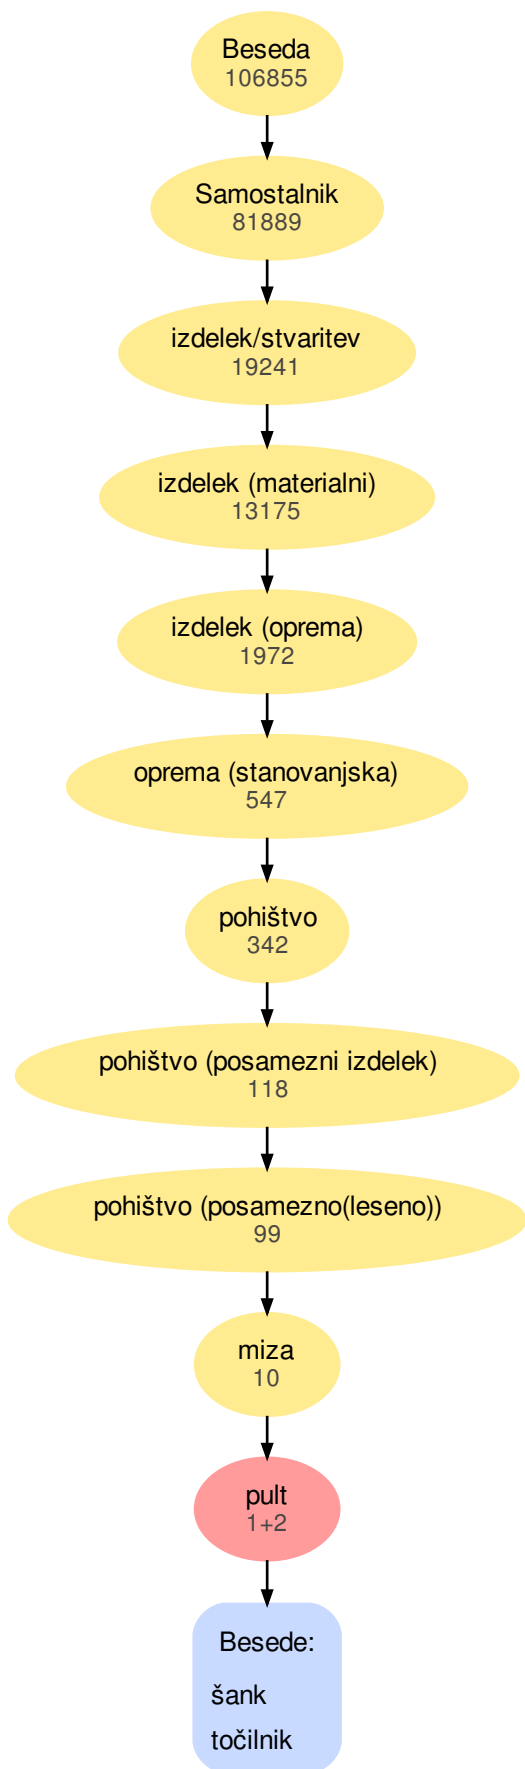 Beseda
106855
Samostalnik
81889
izdelek/stvaritev
19241
izdelek (materialni)
13175
izdelek (oprema)
1972
oprema (stanovanjska)
547
pohištvo
342
pohištvo (posamezni izdelek)
118
pohištvo (posamezno(leseno))
99
miza
10
pult
1+2
Besede:
šank
točilnik